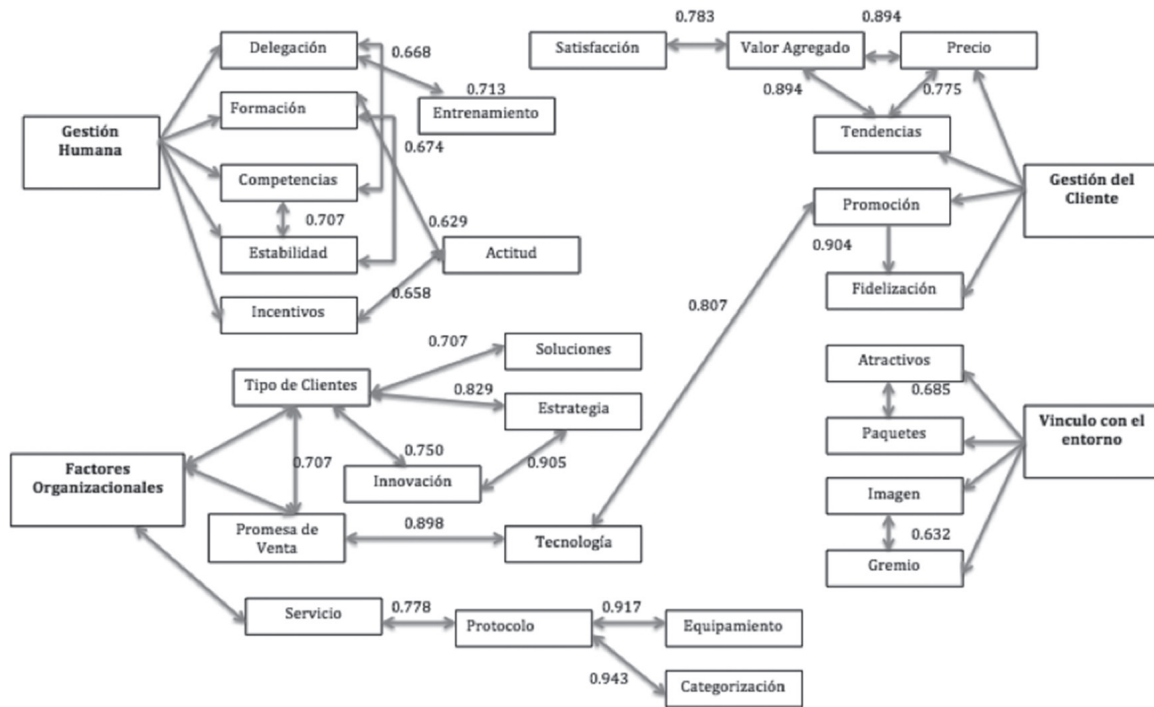 Delegación
0.668
0.713
Entrenamiento
Formación
Gestión
Humana
0.674
Competencias
0.707
0.629
Estabilidad
Actitud
0.658
Incentivos
0.783
0.894
Satisfacción
Valor Agregado
Precio
0.894
0.775
Tendencias
Gestión del
Cliente
Promoción
0.904
Fidelización
0.807
0.707
Soluciones
Tipo de Clientes
0.829
Estrategia
0.750
0.905
0.707
Innovación
Factores
Organizacionales
Promesa de
Venta
0.898
Tecnología
Atractivos
0.685
Paquetes
Vinculo con el
entorno
Imagen
0.632
Gremio
Servicio
0.778
Protocolo
0.917
Equipamiento
0.943
Categorización